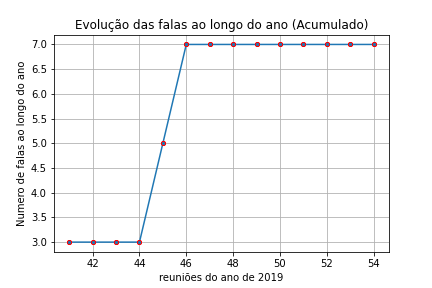 Evolução das falas ao longo do ano (Acumulado)
Numero de falas ao longo do ano
7.0
6.5
6.0
5.5
5.0
4.5
4.0
3.5
3.0
42 44 46 48 50 52 54
reuniões do ano de 2019